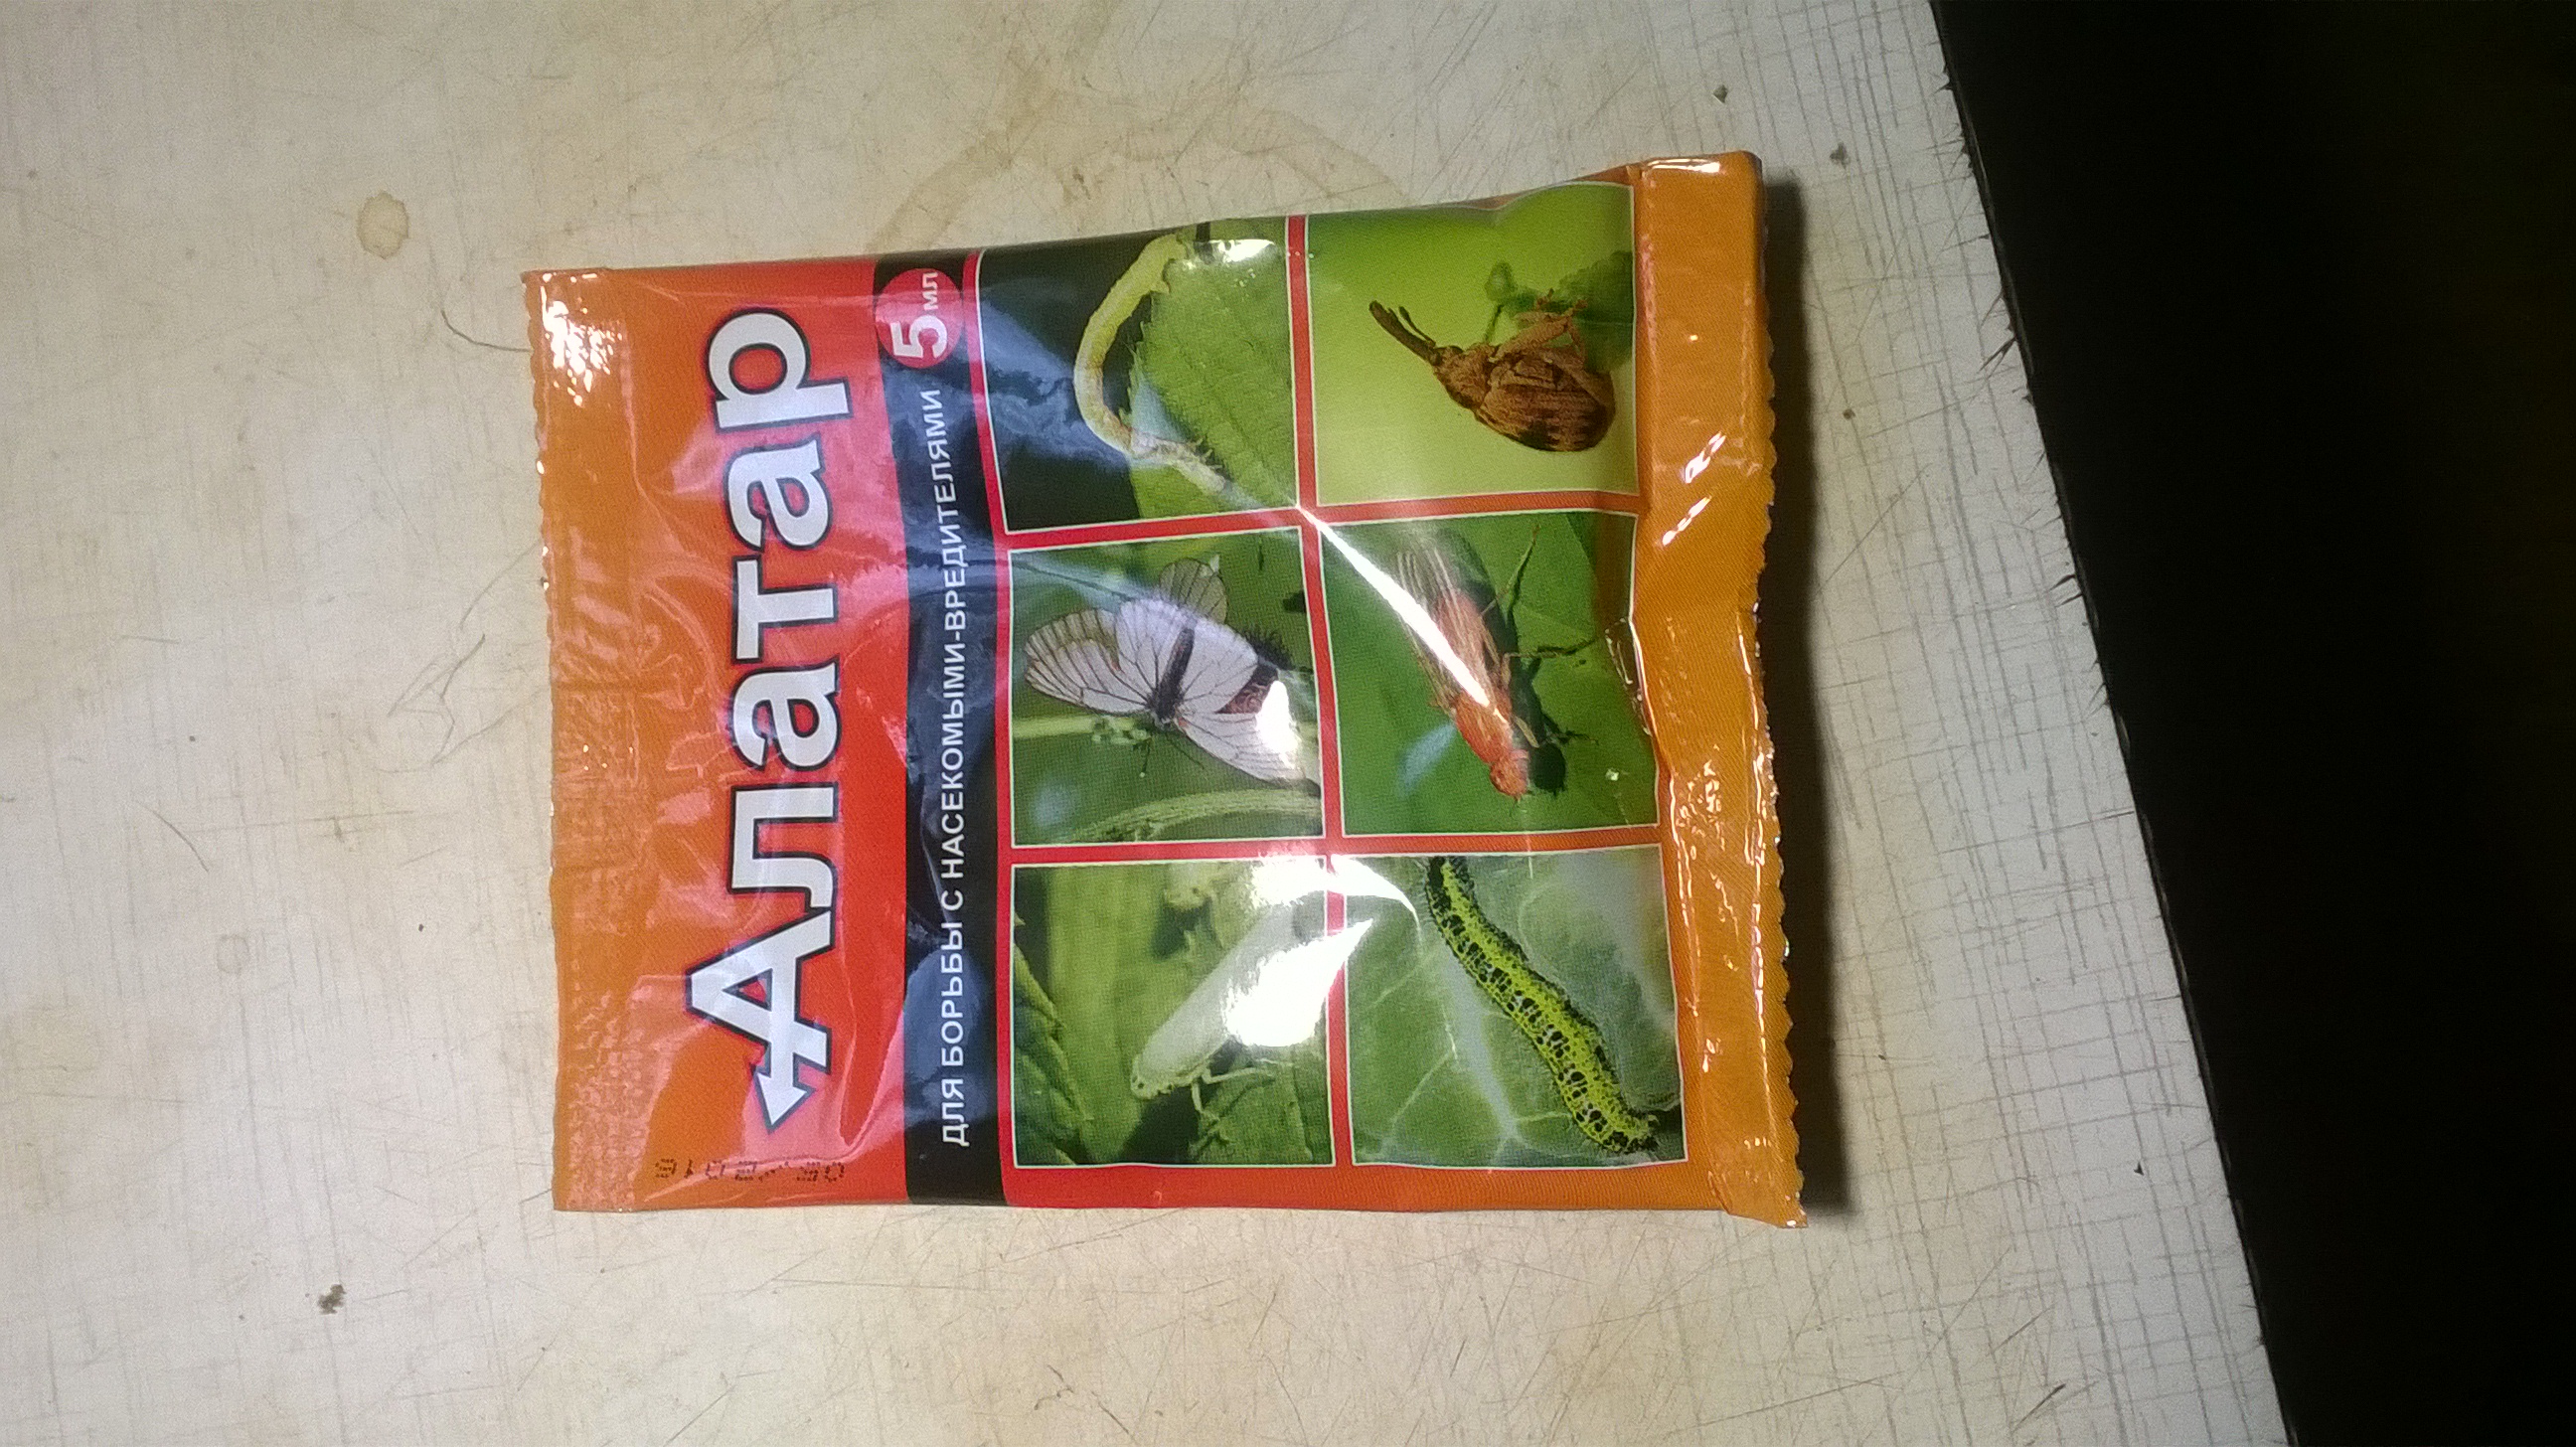 Алатар
ДЛЯ БОРЬБЫ С НАСЕКОМЫМИ-ВРЕДИТЕЛЯМИ 5 мл